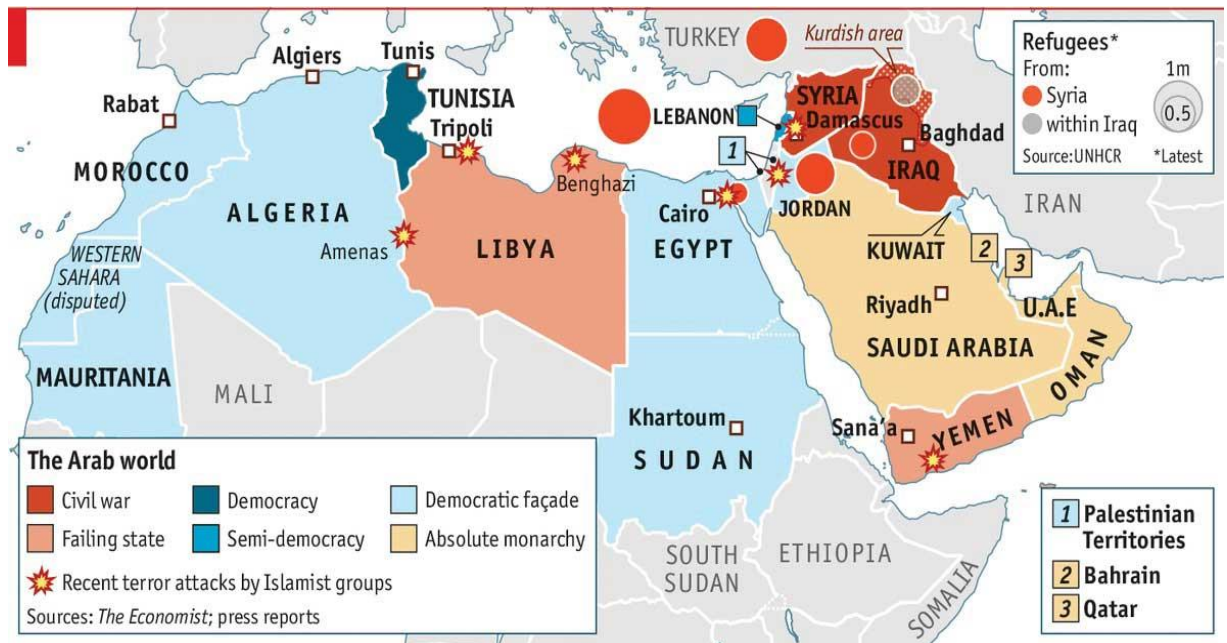 TURKEY
Kurdish area
Refugees*
From:
1m
Syria
0.5
within Iraq
Source:UNHCR
*Latest
Algiers
Tunis
Rabat
TUNISIA
Tripoli
LEBANON
SYRIA
Damascus
Baghdad
IRAQ
IRAN
MOROCCO
1
Benghazi
Cairo
JORDAN
ALGERIA
Amenas
LIBYA
EGYPT
KUWAIT
2
3
WESTERN
SAHARA
(disputed)
Riyadh
U.A.E
SAUDI ARABIA
OMAN
MAURITANIA
MALI
Khartoum
SUDAN
Sana'a
YEMEN
The Arab world
Civil war
Democracy
Democratic façade
Failing state
Semi-democracy
Absolute monarchy
Recent terror attacks by Islamist groups
Sources: The Economist; press reports
SOUTH
SUDAN
ETHIOPIA
SOMALIA
1 Palestinian
Territories
2 Bahrain
3 Qatar